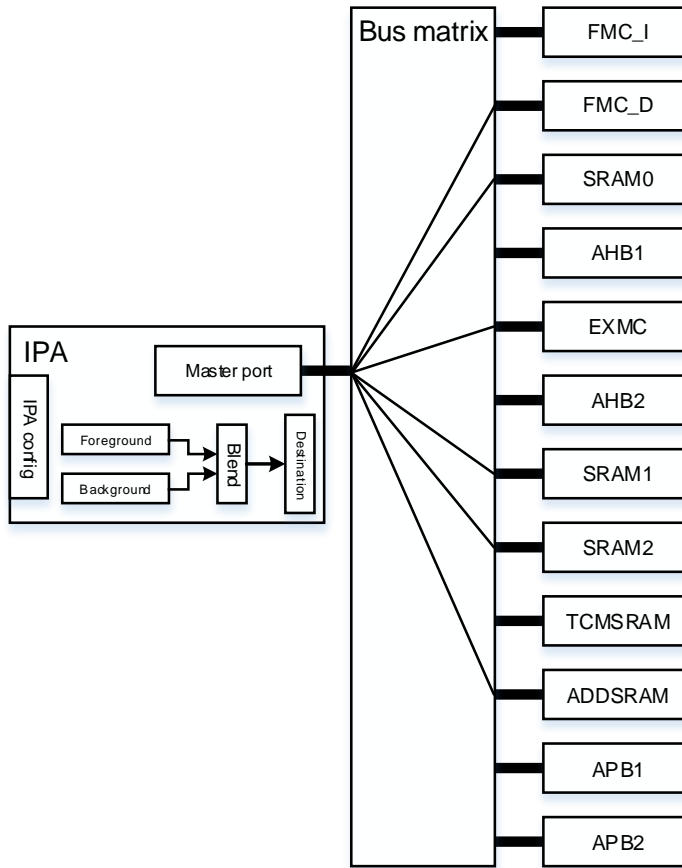 Bus matrix
FMC_I
FMC_D
SRAM0
AHB1
EXMC
AHB2
SRAM1
SRAM2
TCMSRAM
ADDSRAM
APB1
APB2
IPA
Master port
IPA config
Foreground
Background
Blend
Destination